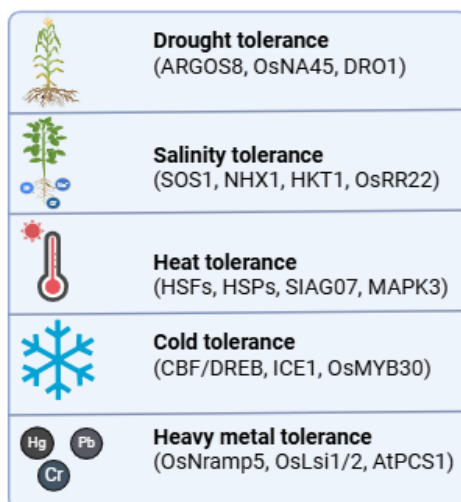 Drought tolerance
(ARGOS8, OsNA45, DRO1)
Salinity tolerance
(SOS1, NHX1, HKT1, OsRR22)
Heat tolerance
(HSFs, HSPs, SIAG07, MAPK3)
Cold tolerance
(CBF/DREB, ICE1, OsMYB30)
Hg Pb
Cr
Heavy metal tolerance
(OsNramp5, OsLsi1/2, AtPCS1)